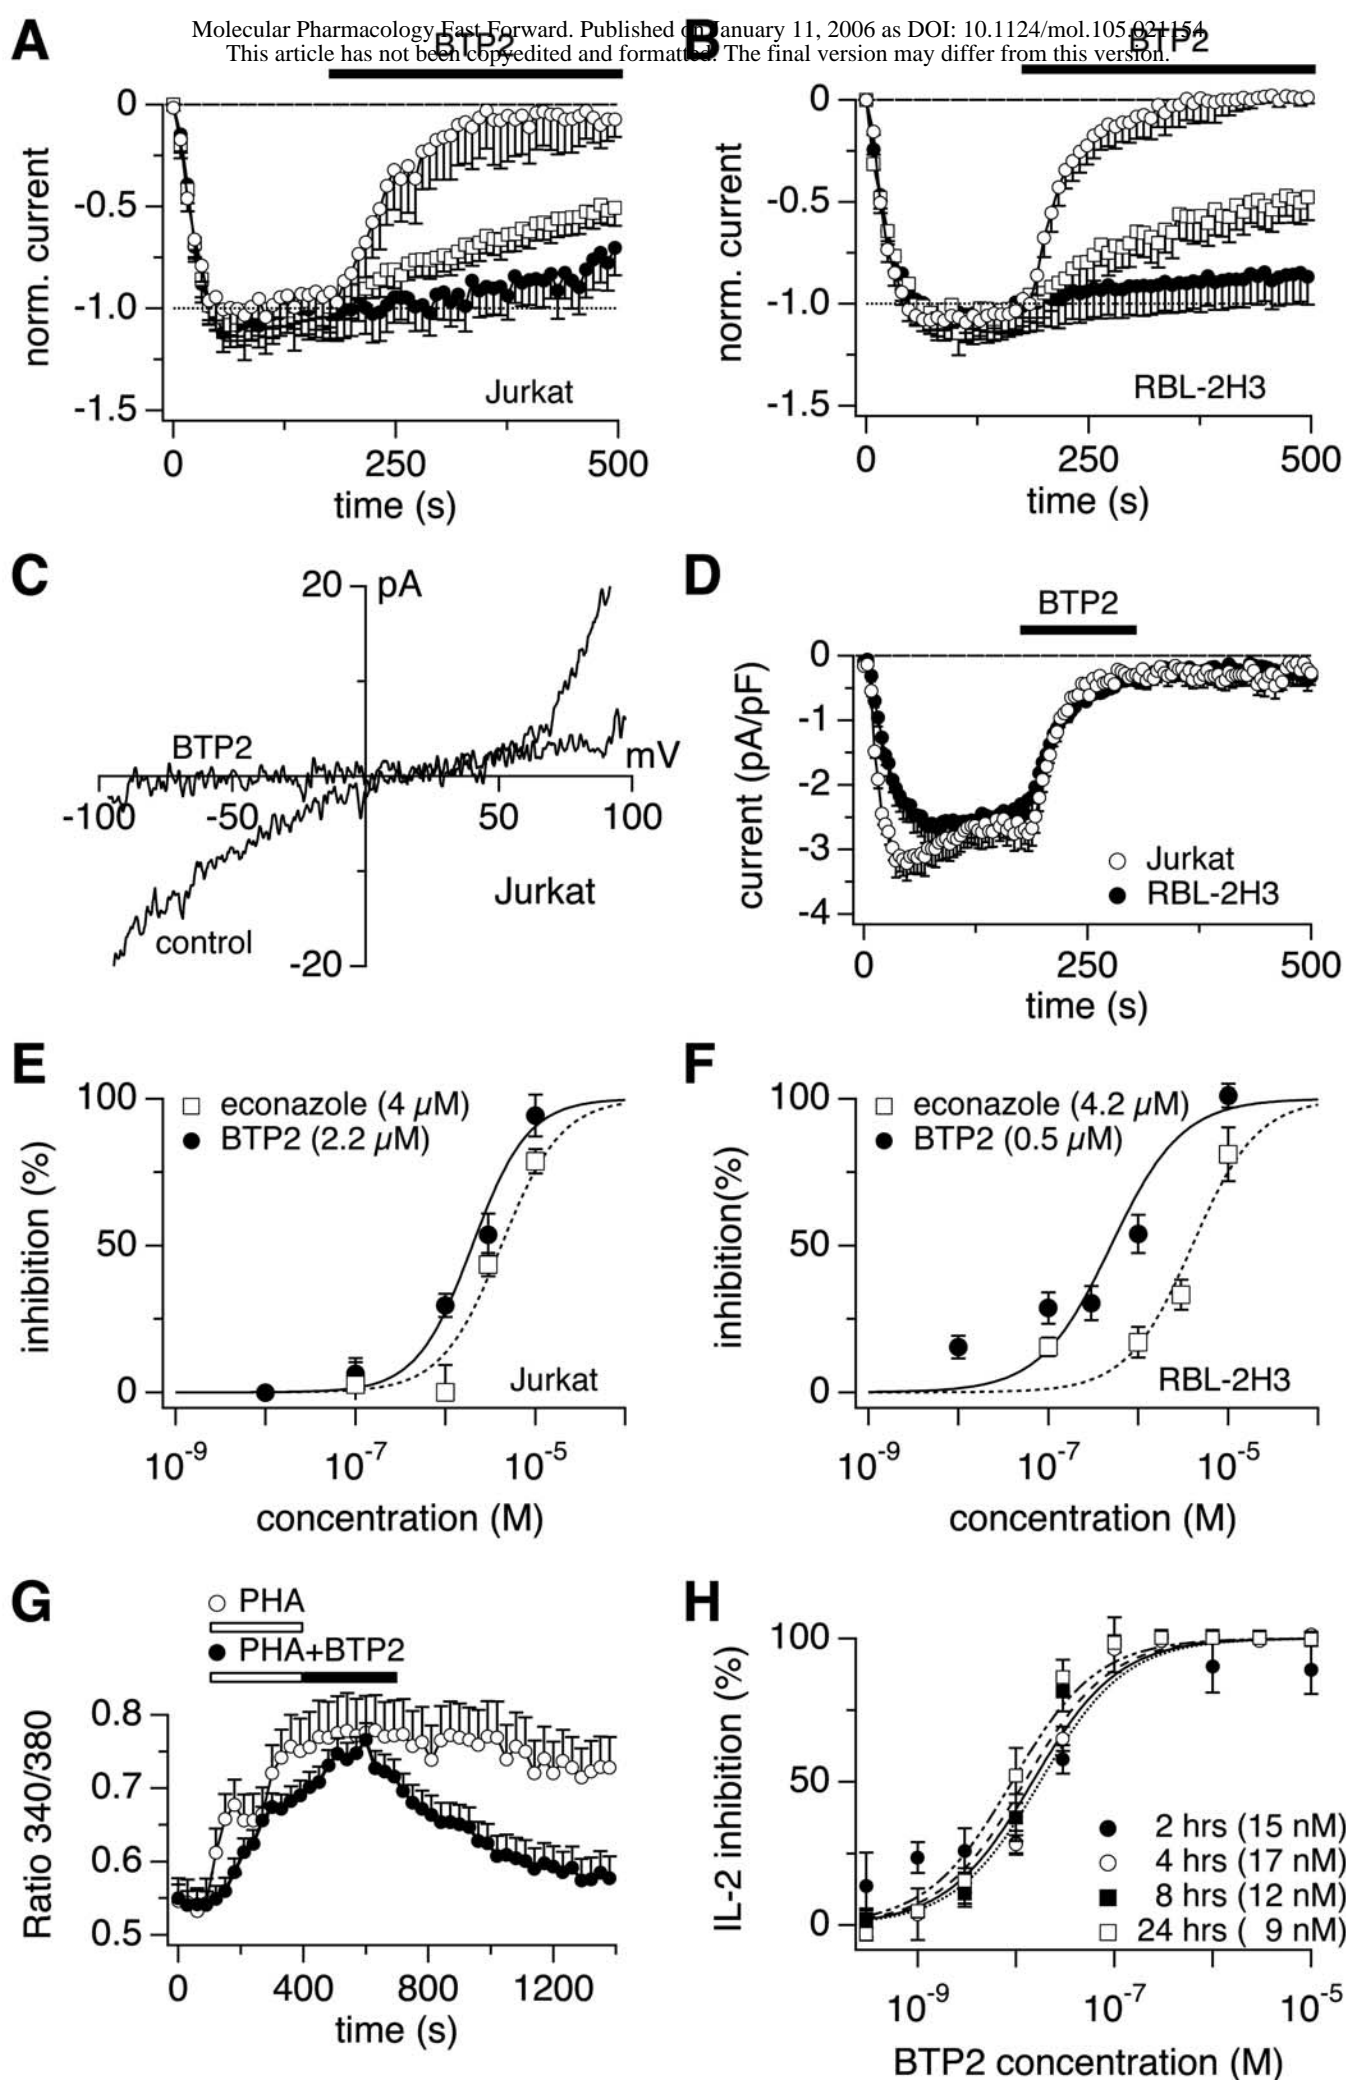 Molecular Pharmacology Fast Forward. Published on January 11, 2006 as DOI: 10.1124/mol.105.021154
This article has not been copyedited and formatted. The final version may differ from this version.
A
BTP2
0
-0.5
-1.0
-1.5
norm. current
Jurkat
0 250 500
time (s)
B
BTP2
0
-0.5
-1.0
-1.5
norm. current
RBL-2H3
0 250 500
time (s)
C
20 pA
BTP2
mV
-100 -50 50 100
Jurkat
control
-20
D
BTP2
0
-1
-2
-3
-4
current (pA/pF)
Jurkat
RBL-2H3
0 250 500
time (s)
E
100
50
0
inhibition (%)
econazole (4 µM)
BTP2 (2.2 µM)
Jurkat
10-9 10-7 10-5
concentration (M)
F
100
50
0
inhibition(%)
econazole (4.2 µM)
BTP2 (0.5 µM)
RBL-2H3
10-9 10-7 10-5
concentration (M)
G
PHA
PHA+BTP2
0.8
0.7
0.6
0.5
Ratio 340/380
0 400 800 1200
time (s)
H
100
50
0
IL-2 inhibition (%)
2 hrs (15 nM)
4 hrs (17 nM)
8 hrs (12 nM)
24 hrs ( 9 nM)
10-9 10-7 10-5
BTP2 concentration (M)